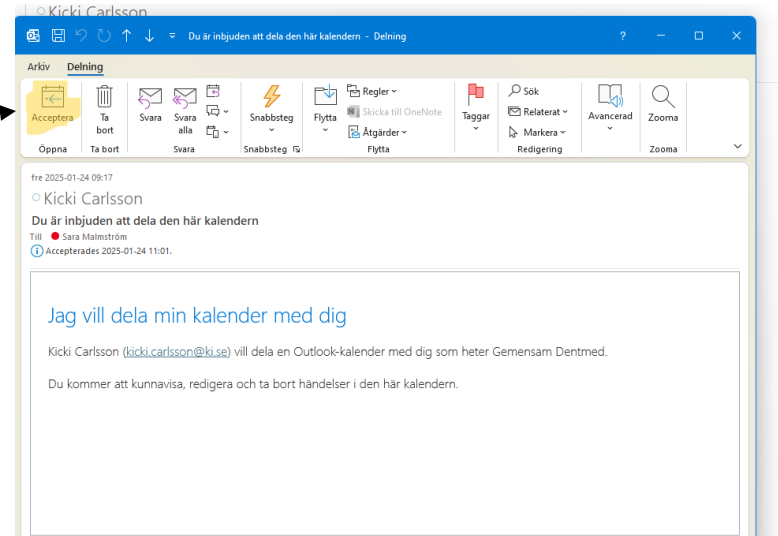 Kicki Carlsson
Du är inbjuden att dela den här kalendern - Delning
Arkiv Delning
Acceptera
Öppna
Ta bort
Ta bort
Svara
Svara alla
Svara
Snabbsteg
Snabbsteg
Flytta
Regler
Skicka till OneNote
Åtgärder
Flytta
Taggar
Sök
Relaterat
Markera
Redigering
Avancerad
Zooma
Zooma
fre 2025-01-24 09:17
Kicki Carlsson
Du är inbjuden att dela den här kalendern
Till Sara Malmström
Accepterades 2025-01-24 11:01.
Jag vill dela min kalender med dig
Kicki Carlsson (kicki.carlsson@ki.se) vill dela en Outlook-kalender med dig som heter Gemensam Dentmed.
Du kommer att kunnavisa, redigera och ta bort händelser i den här kalendern.